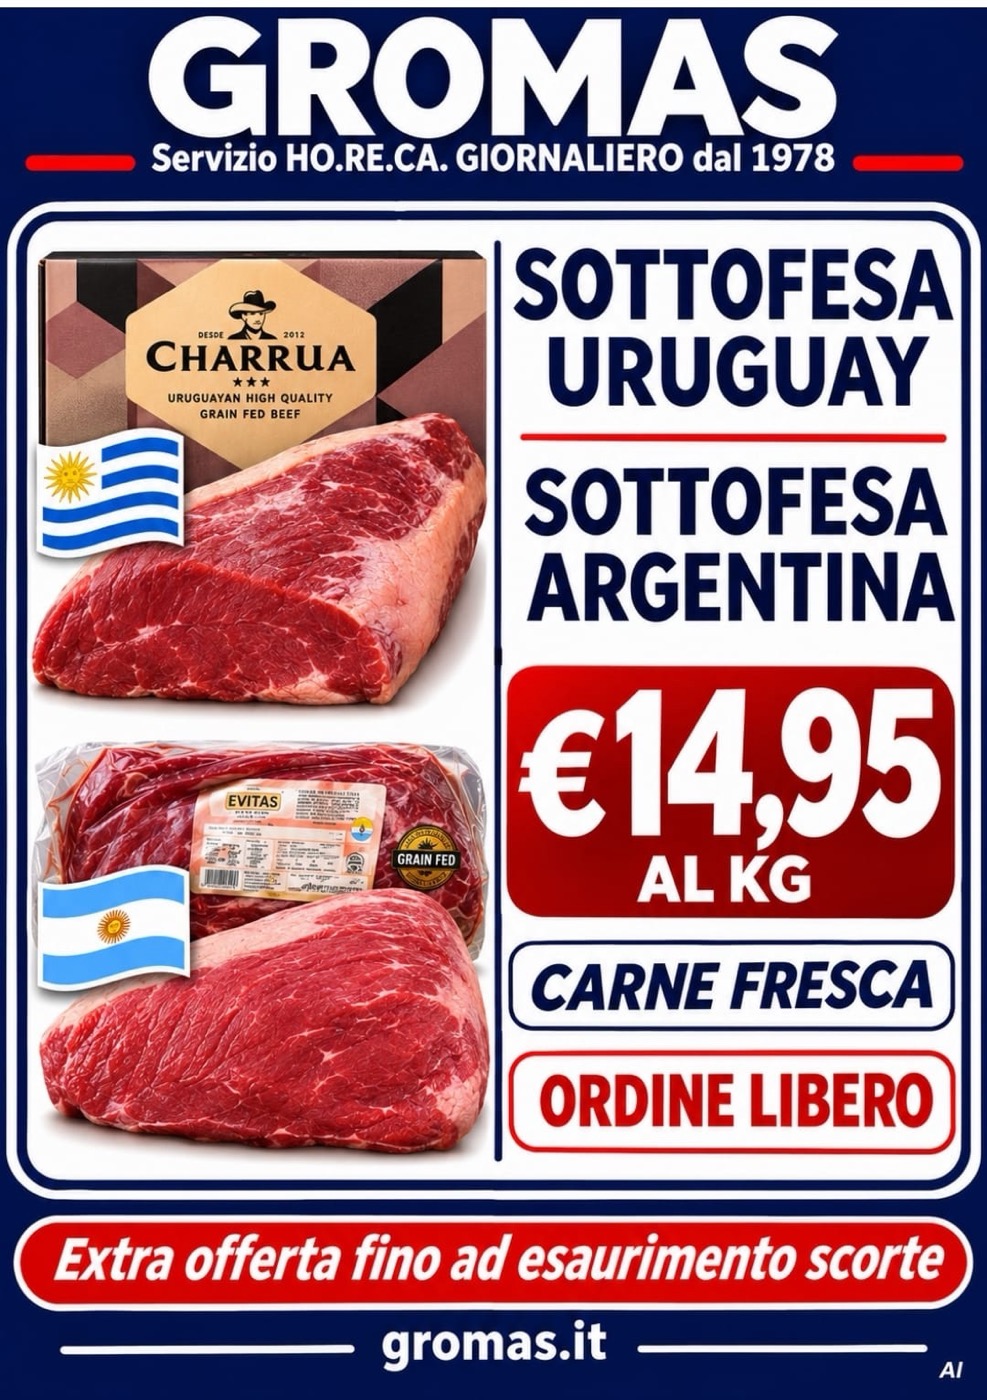 GROMAS
Servizio HO.RE.CA. GIORNALIERO dal 1978
DESDE 2012
CHARRUA
URUGUAYAN HIGH QUALITY
GRAIN FED BEEF
SOTTOFESA
URUGUAY
SOTTOFESA
ARGENTINA
EVITAS
GRAIN FED
€14,95
AL KG
CARNE FRESCA
ORDINE LIBERO
Extra offerta fino ad esaurimento scorte
gromas.it
AI